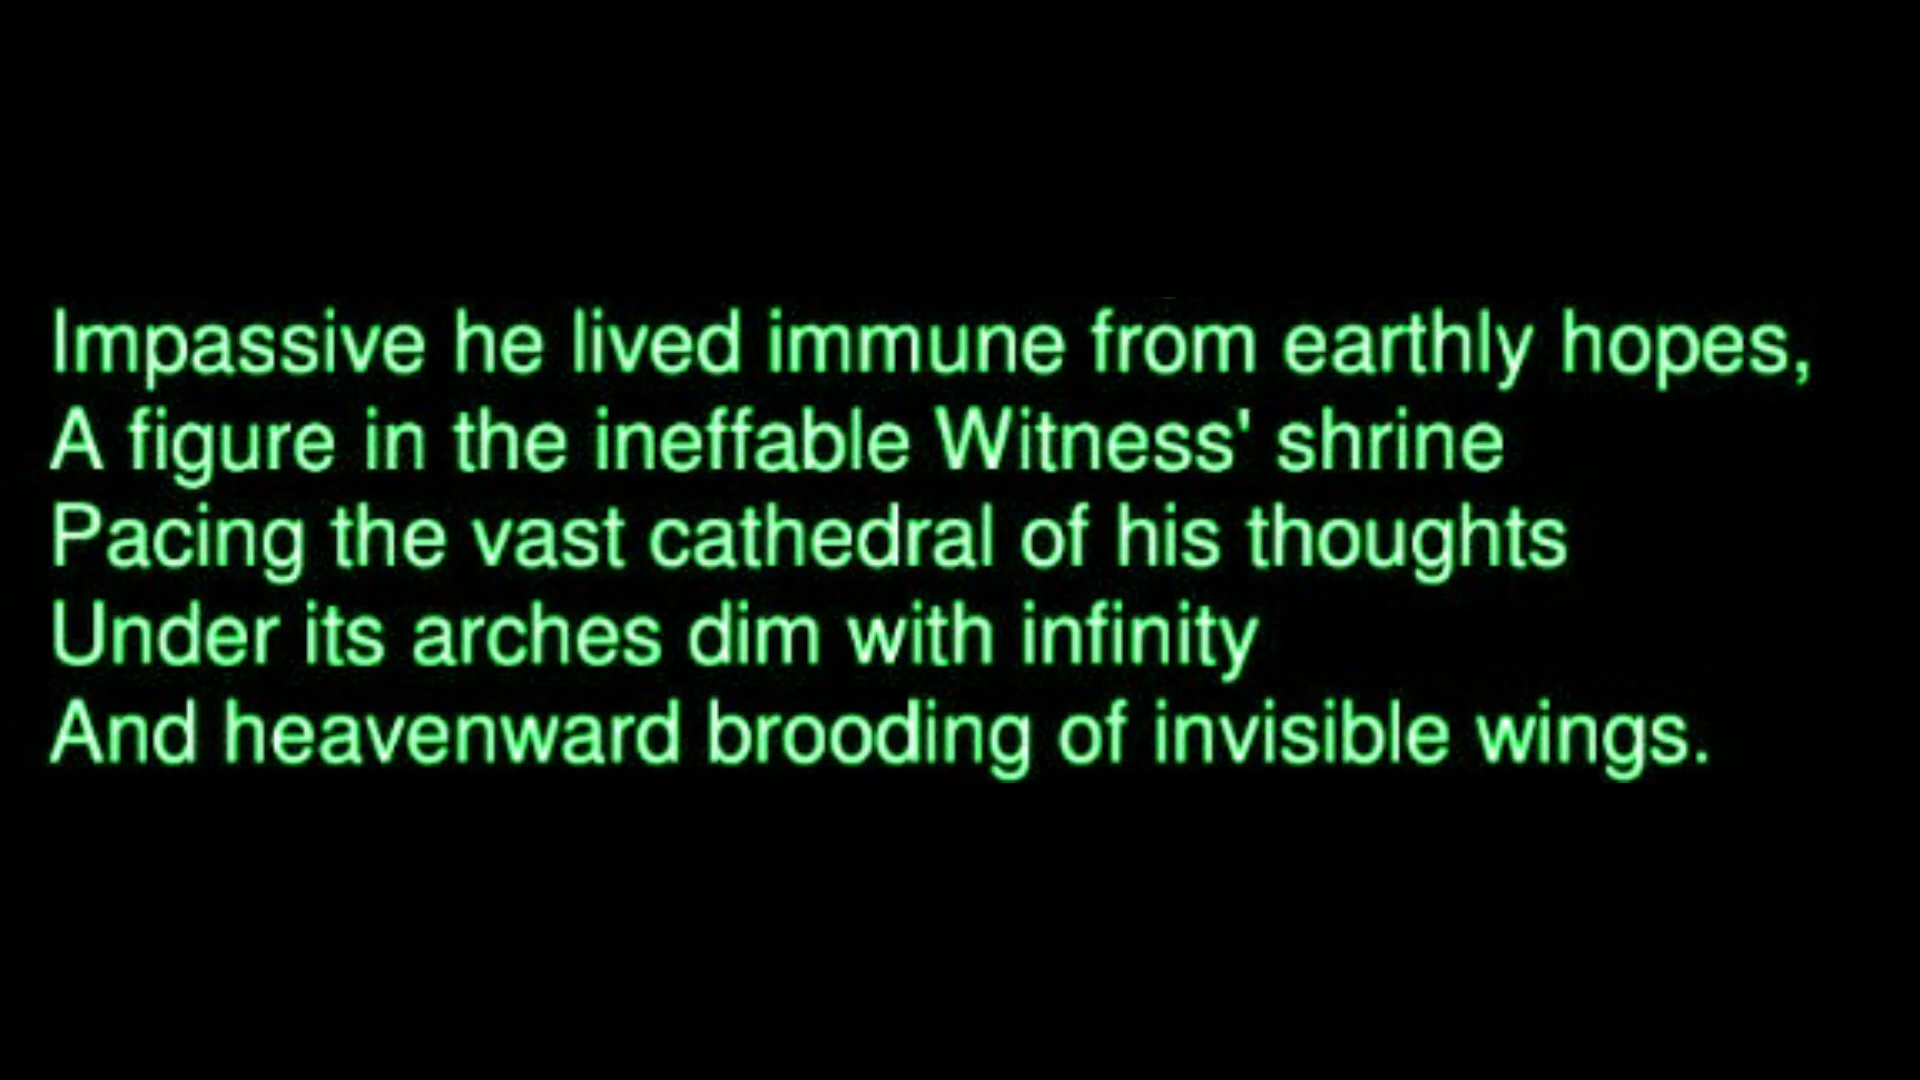 Impassive he lived immune from earthly hopes,
A figure in the ineffable Witness' shrine
Pacing the vast cathedral of his thoughts
Under its arches dim with infinity
And heavenward brooding of invisible wings.